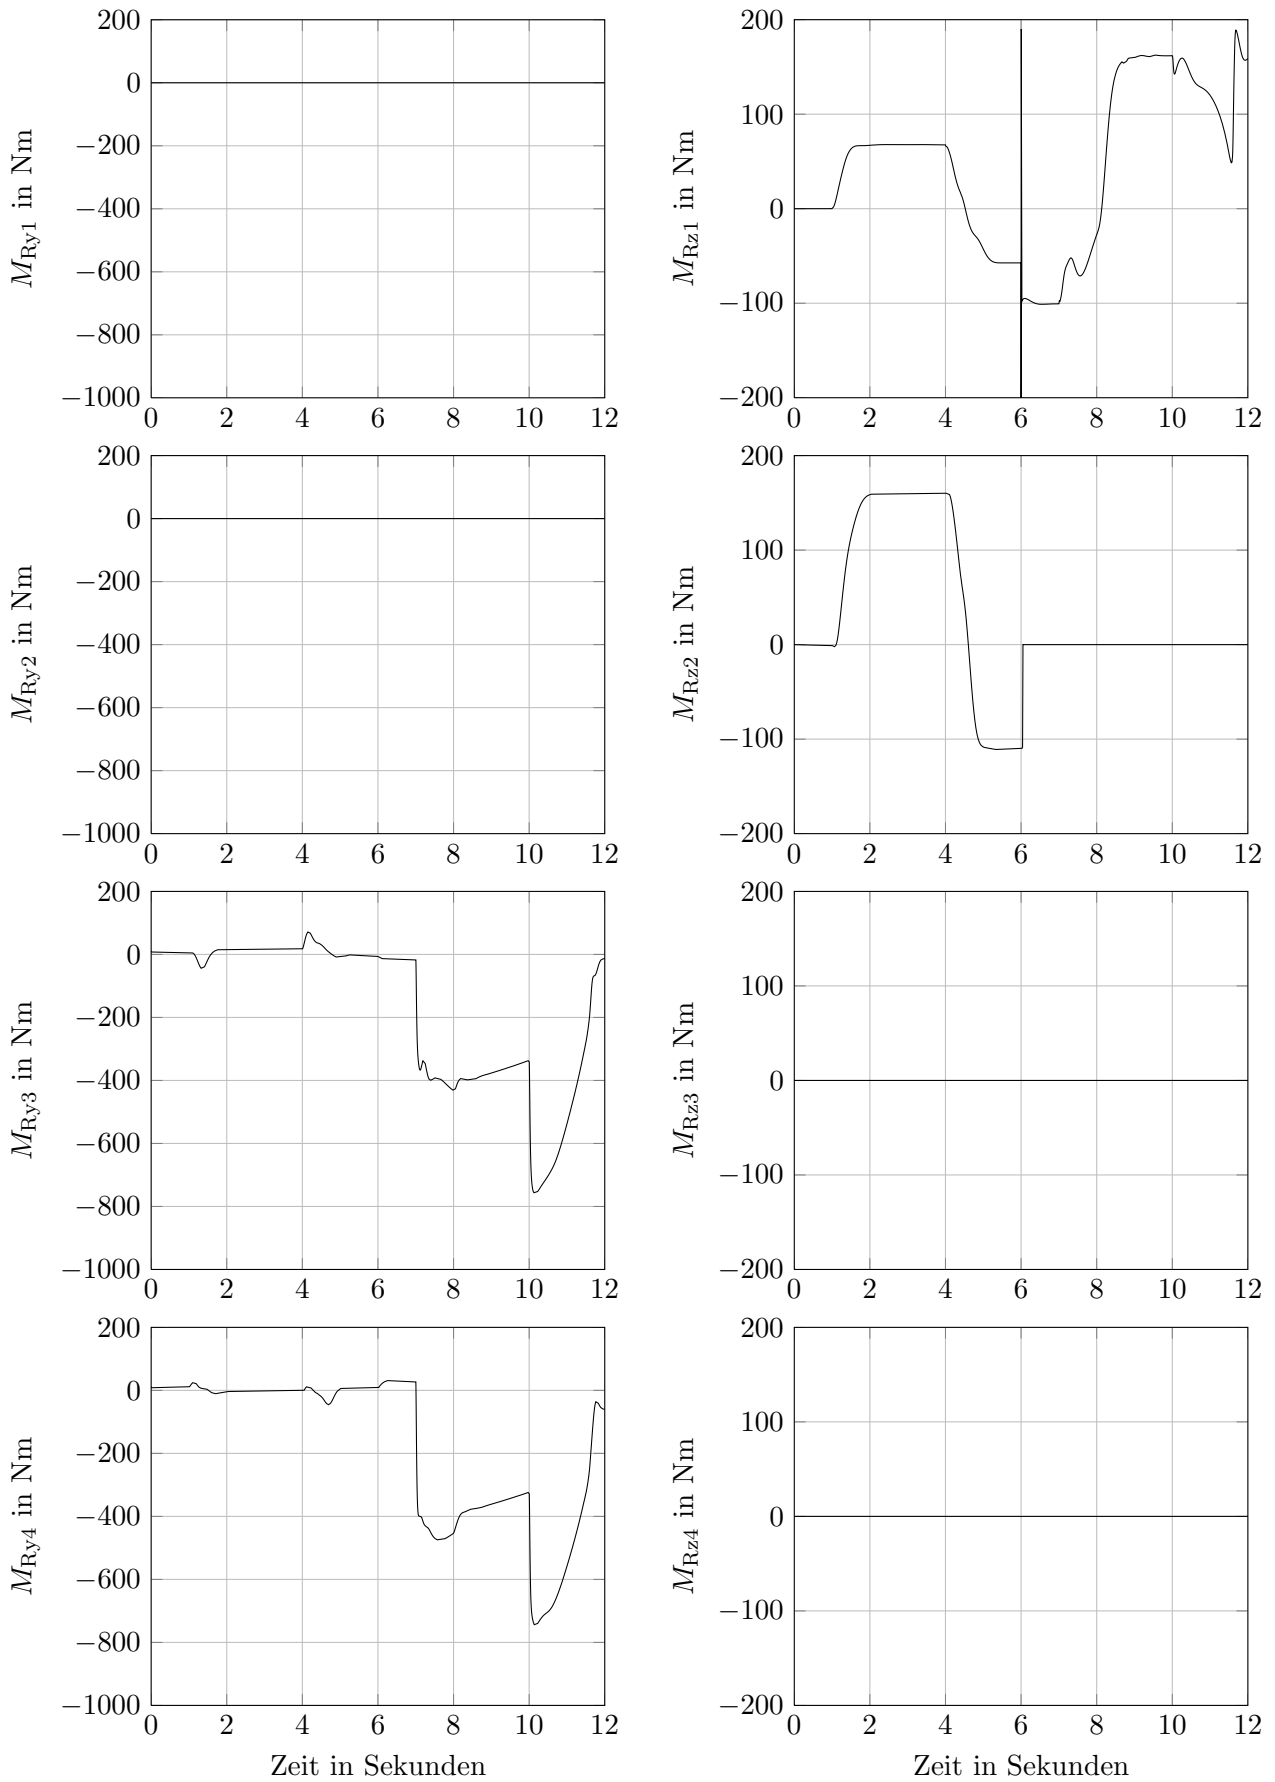 200
0
−200
−400
−600
−800
−1000
0 2 4 6 8 10 12
M_Ry1 in Nm
200
100
0
−100
−200
0 2 4 6 8 10 12
M_Rz1 in Nm
200
0
−200
−400
−600
−800
−1000
0 2 4 6 8 10 12
M_Ry2 in Nm
200
100
0
−100
−200
0 2 4 6 8 10 12
M_Rz2 in Nm
200
0
−200
−400
−600
−800
−1000
0 2 4 6 8 10 12
M_Ry3 in Nm
200
100
0
−100
−200
0 2 4 6 8 10 12
M_Rz3 in Nm
200
0
−200
−400
−600
−800
−1000
0 2 4 6 8 10 12
M_Ry4 in Nm
Zeit in Sekunden
200
100
0
−100
−200
0 2 4 6 8 10 12
M_Rz4 in Nm
Zeit in Sekunden